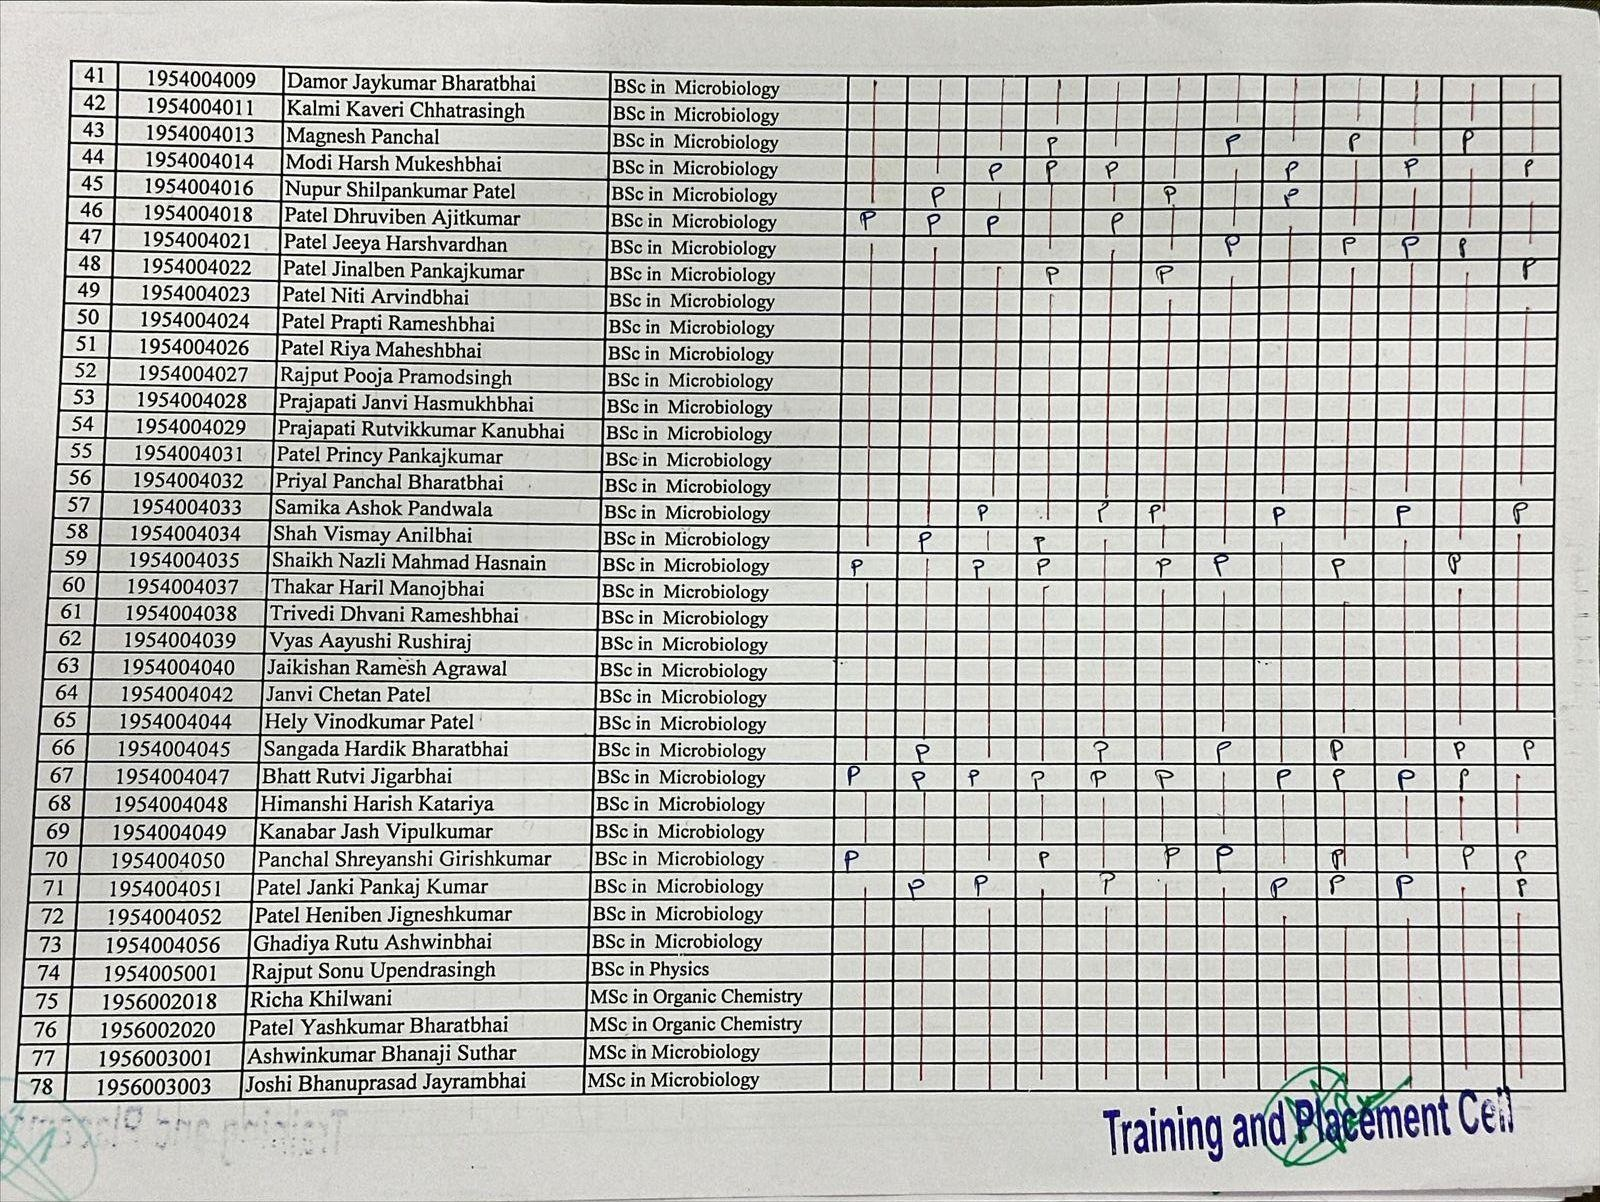 41 1954004009 Damor Jaykumar Bharatbhai BSc in Microbiology
42 1954004011 Kalmi Kaveri Chhatrasingh BSc in Microbiology
43 1954004013 Magnesh Panchal BSc in Microbiology P P P P
44 1954004014 Modi Harsh Mukeshbhai BSc in Microbiology P P P P P P
45 1954004016 Nupur Shilpankumar Patel BSc in Microbiology P P P
46 1954004018 Patel Dhruviben Ajitkumar BSc in Microbiology P P P P
47 1954004021 Patel Jeeya Harshvardhan BSc in Microbiology P P P P
48 1954004022 Patel Jinalben Pankajkumar BSc in Microbiology P P P
49 1954004023 Patel Niti Arvindbhai BSc in Microbiology
50 1954004024 Patel Prapti Rameshbhai BSc in Microbiology
51 1954004026 Patel Riya Maheshbhai BSc in Microbiology
52 1954004027 Rajput Pooja Pramodsingh BSc in Microbiology
53 1954004028 Prajapati Janvi Hasmukhbhai BSc in Microbiology
54 1954004029 Prajapati Rutvikkumar Kanubhai BSc in Microbiology
55 1954004031 Patel Princy Pankajkumar BSc in Microbiology
56 1954004032 Priyal Panchal Bharatbhai BSc in Microbiology
57 1954004033 Samika Ashok Pandwala BSc in Microbiology P P P P P P
58 1954004034 Shah Vismay Anilbhai BSc in Microbiology P P
59 1954004035 Shaikh Nazli Mahmad Hasnain BSc in Microbiology P P P P P P P
60 1954004037 Thakar Haril Manojbhai BSc in Microbiology
61 1954004038 Trivedi Dhvani Rameshbhai BSc in Microbiology
62 1954004039 Vyas Aayushi Rushiraj BSc in Microbiology
63 1954004040 Jaikishan Ramesh Agrawal BSc in Microbiology
64 1954004042 Janvi Chetan Patel BSc in Microbiology
65 1954004044 Hely Vinodkumar Patel BSc in Microbiology
66 1954004045 Sangada Hardik Bharatbhai BSc in Microbiology P P P P P P
67 1954004047 Bhatt Rutvi Jigarbhai BSc in Microbiology P P P P P P P P P P
68 1954004048 Himanshi Harish Katariya BSc in Microbiology
69 1954004049 Kanabar Jash Vipulkumar BSc in Microbiology
70 1954004050 Panchal Shreyanshi Girishkumar BSc in Microbiology P P P P P P P
71 1954004051 Patel Janki Pankaj Kumar BSc in Microbiology P P P P P P P
72 1954004052 Patel Heniben Jigneshkumar BSc in Microbiology
73 1954004056 Ghadiya Rutu Ashwinbhai BSc in Microbiology
74 1954005001 Rajput Sonu Upendrasingh BSc in Physics
75 1956002018 Richa Khilwani MSc in Organic Chemistry
76 1956002020 Patel Yashkumar Bharatbhai MSc in Organic Chemistry
77 1956003001 Ashwinkumar Bhanaji Suthar MSc in Microbiology
78 1956003003 Joshi Bhanuprasad Jayrambhai MSc in Microbiology
Training and Placement Cell